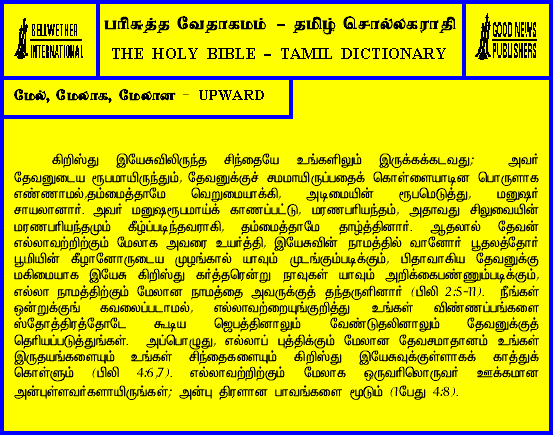 BELLWETHER
INTERNATIONAL
பரிசுத்த வேதாகமம் – தமிழ் சொல்லகராதி
THE HOLY BIBLE – TAMIL DICTIONARY
GOOD NEWS
PUBLISHERS
மேல், மேலாக, மேலான – UPWARD
கிறிஸ்து இயேசுவிலிருந்த சிந்தையே உங்களிலும் இருக்கக்கடவது; அவர்
தேவனுடைய ரூபமாயிருந்தும், தேவனுக்குச் சமமாயிருப்பதைக் கொள்ளையாடின பொருளாக
எண்ணாமல்,தம்மைத்தாமே வெறுமையாக்கி, அடிமையின் ரூபமெடுத்து, மனுஷர்
சாயலானார். அவர் மனுஷரூபமாய்க் காணப்பட்டு, மரணபரியந்தம், அதாவது சிலுவையின்
மரணபரியந்தமும் கீழ்ப்படிந்தவராகி, தம்மைத்தாமே தாழ்த்தினார். ஆதலால் தேவன்
எல்லாவற்றிற்கும் மேலாக அவரை உயர்த்தி, இயேசுவின் நாமத்தில் வானோர் பூதலத்தோர்
பூமியின் கீழானோருடைய முழங்கால் யாவும் முடங்கும்படிக்கும், பிதாவாகிய தேவனுக்கு
மகிமையாக இயேசு கிறிஸ்து கர்த்தரென்று நாவுகள் யாவும் அறிக்கைபண்ணும்படிக்கும்,
எல்லா நாமத்திற்கும் மேலான நாமத்தை அவருக்குத் தந்தருளினார் (பிலி 2:5-11). நீங்கள்
ஒன்றுக்குங் கவலைப்படாமல், எல்லாவற்றையுங்குறித்து உங்கள் விண்ணப்பங்களை
ஸ்தோத்திரத்தோடே கூடிய ஜெபத்தினாலும் வேண்டுதலினாலும் தேவனுக்குத்
தெரியப்படுத்துங்கள். அப்பொழுது, எல்லாப் புத்திக்கும் மேலான தேவசமாதானம் உங்கள்
இருதயங்களையும் உங்கள் சிந்தைகளையும் கிறிஸ்து இயேசுவுக்குள்ளாகக் காத்துக்
கொள்ளும் (பிலி 4:6,7). எல்லாவற்றிற்கும் மேலாக ஒருவரிலொருவர் ஊக்கமான
அன்புள்ளவர்களாயிருங்கள்; அன்பு திரளான பாவங்களை மூடும் (1பேது 4:8).